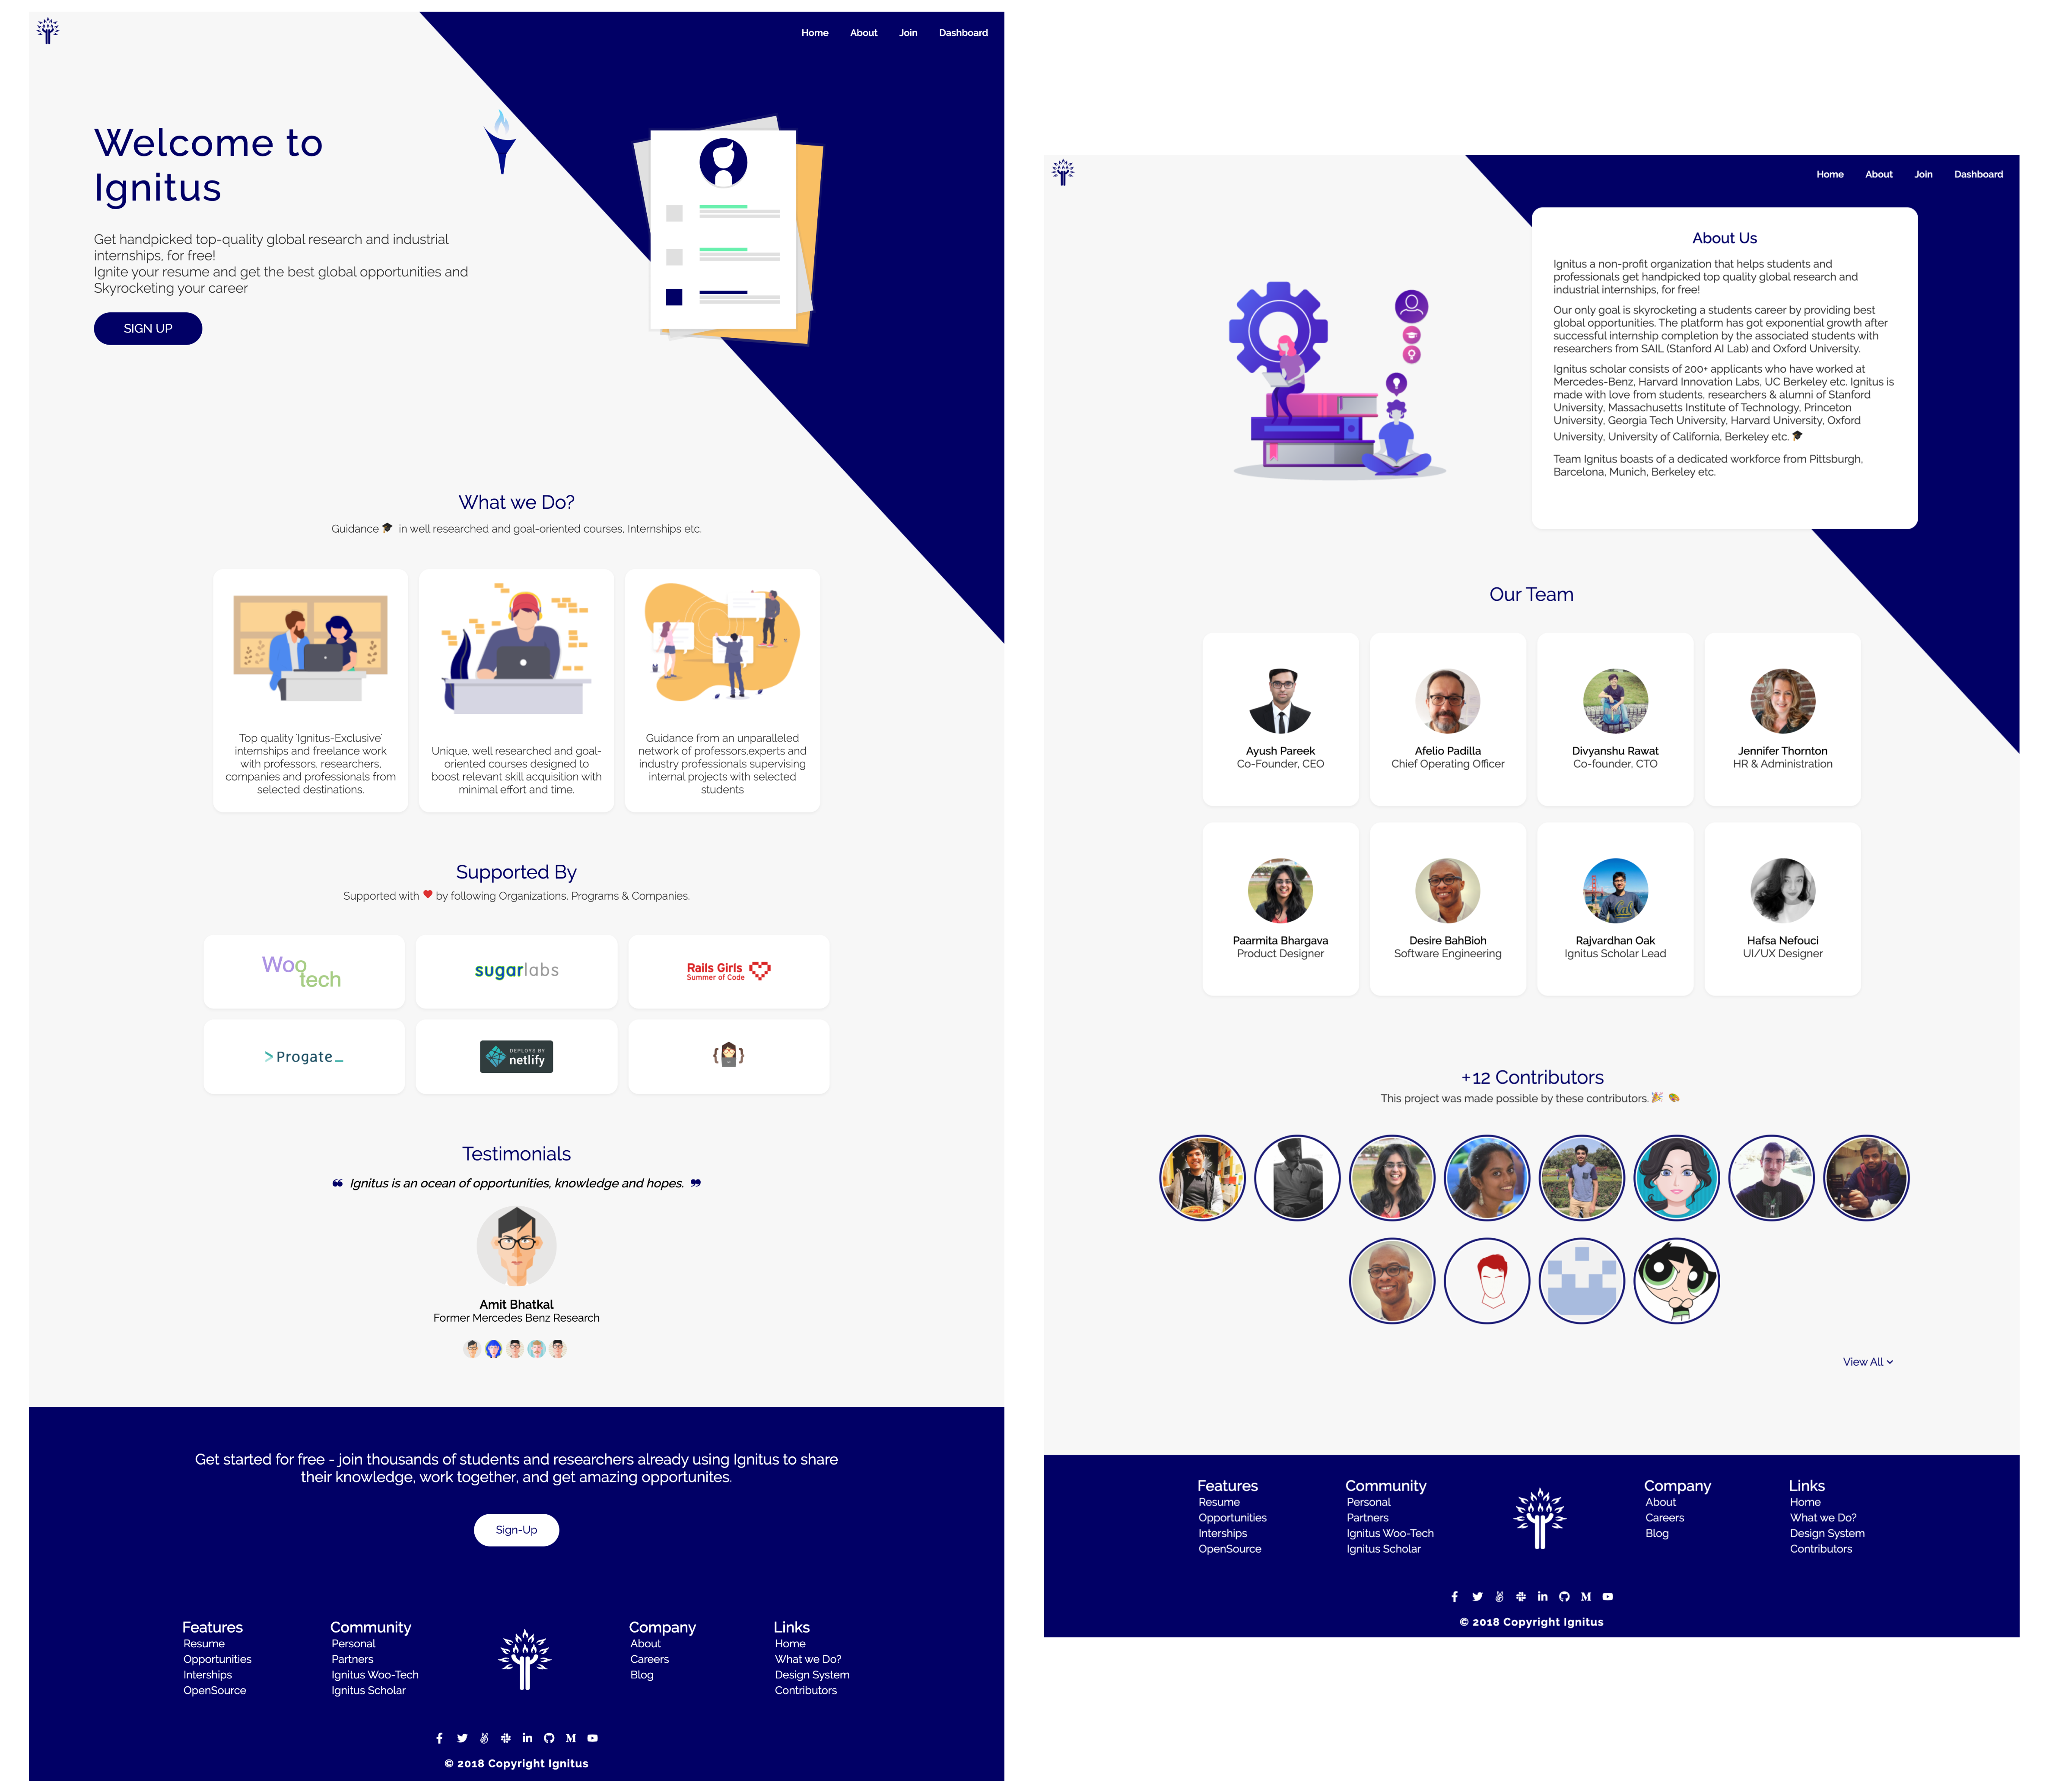 Home About Join Dashboard
Welcome to
Ignitus
Get handpicked top-quality global research and industrial
internships, for free!
Ignite your resume and get the best global opportunities and
Skyrocketing your career
SIGN UP
What we Do?
Guidance in well researched and goal-oriented courses, Internships etc.
Top quality 'Ignitus-Exclusive'
internships and freelance work
with professors, researchers,
companies and professionals from
selected destinations.
Unique, well researched and goal-
oriented courses designed to
boost relevant skill acquisition with
minimal effort and time.
Guidance from an unparalleled
network of professors,experts and
industry professionals supervising
internal projects with selected
students
Supported By
Supported with ❤ by following Organizations, Programs & Companies.
Woo
tech
sugarlabs
Rails Girls
Summer of Code
>Progate_
DEPLOYS BY
netlify
{ }
Testimonials
❝ Ignitus is an ocean of opportunities, knowledge and hopes. ❞
Amit Bhatkal
Former Mercedes Benz Research
Get started for free - join thousands of students and researchers already using Ignitus to share
their knowledge, work together, and get amazing opportunites.
Sign-Up
Features
Resume
Opportunities
Interships
OpenSource
Community
Personal
Partners
Ignitus Woo-Tech
Ignitus Scholar
Company
About
Careers
Blog
Links
Home
What we Do?
Design System
Contributors
© 2018 Copyright Ignitus
Home About Join Dashboard
About Us
Ignitus a non-profit organization that helps students and
professionals get handpicked top quality global research and
industrial internships, for free!
Our only goal is skyrocketing a students career by providing best
global opportunities. The platform has got exponential growth after
successful internship completion by the associated students with
researchers from SAIL (Stanford AI Lab) and Oxford University.
Ignitus scholar consists of 200+ applicants who have worked at
Mercedes-Benz, Harvard Innovation Labs, UC Berkeley etc. Ignitus is
made with love from students, researchers & alumni of Stanford
University, Massachusetts Institute of Technology, Princeton
University, Georgia Tech University, Harvard University, Oxford
University, University of California, Berkeley etc.
Team Ignitus boasts of a dedicated workforce from Pittsburgh,
Barcelona, Munich, Berkeley etc.
Our Team
Ayush Pareek
Co-Founder, CEO
Afelio Padilla
Chief Operating Officer
Divyanshu Rawat
Co-founder, CTO
Jennifer Thornton
HR & Administration
Paarmita Bhargava
Product Designer
Desire BahBioh
Software Engineering
Rajvardhan Oak
Ignitus Scholar Lead
Hafsa Nefouci
UI/UX Designer
+12 Contributors
This project was made possible by these contributors.
View All
Features
Resume
Opportunities
Interships
OpenSource
Community
Personal
Partners
Ignitus Woo-Tech
Ignitus Scholar
Company
About
Careers
Blog
Links
Home
What we Do?
Design System
Contributors
© 2018 Copyright Ignitus